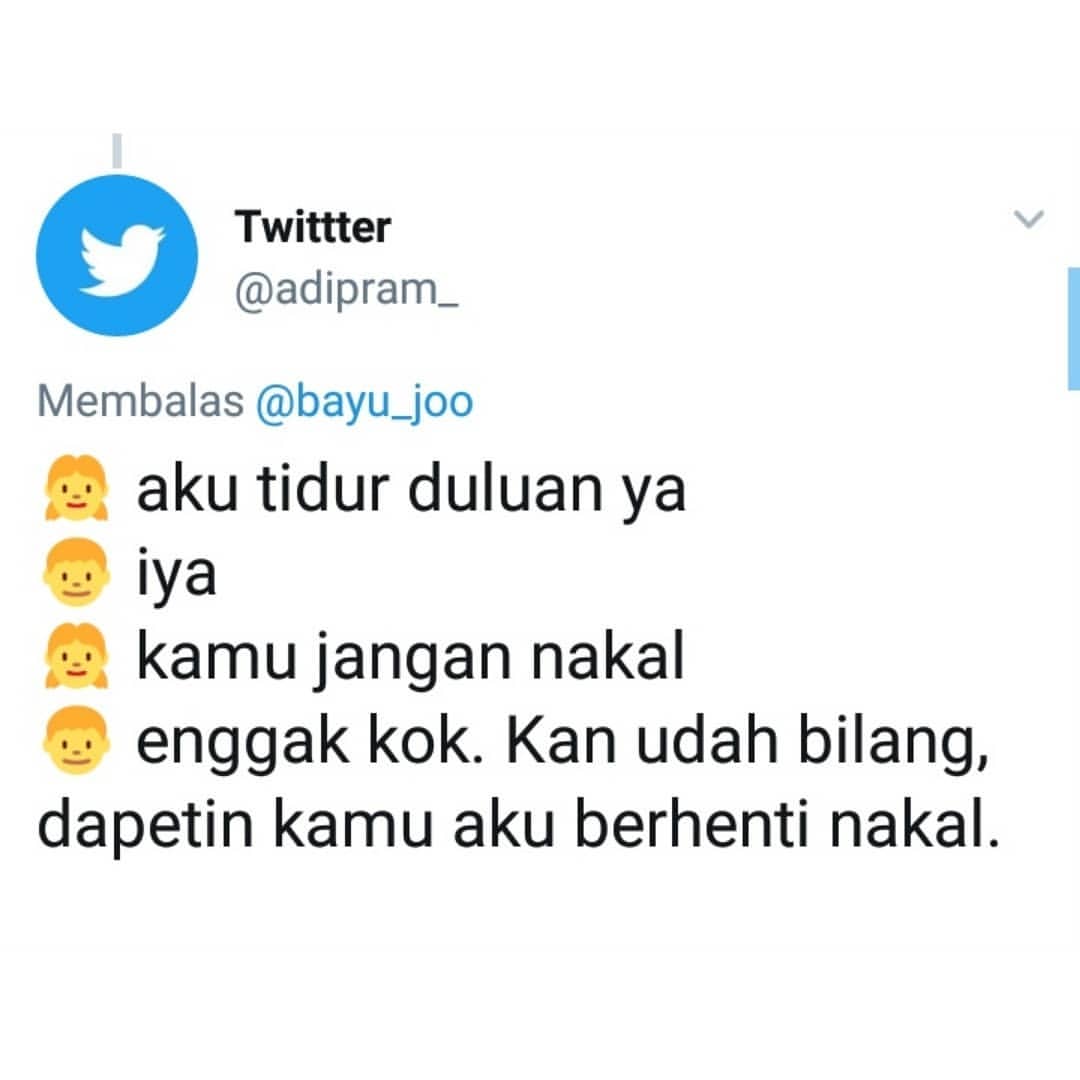 Twittter
@adipram_
Membalas @bayu_joo
👧 aku tidur duluan ya
👦 iya
👧 kamu jangan nakal
👦 enggak kok. Kan udah bilang,
dapetin kamu aku berhenti nakal.